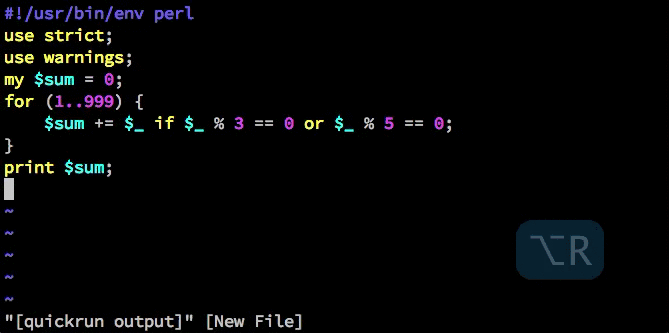 #!/usr/bin/env perl
use strict;
use warnings;
my $sum = 0;
for (1..999) {
    $sum += $_ if $_ % 3 == 0 or $_ % 5 == 0;
}
print $sum;
~
~
~
~
~
⌥R
"[quickrun output]" [New File]